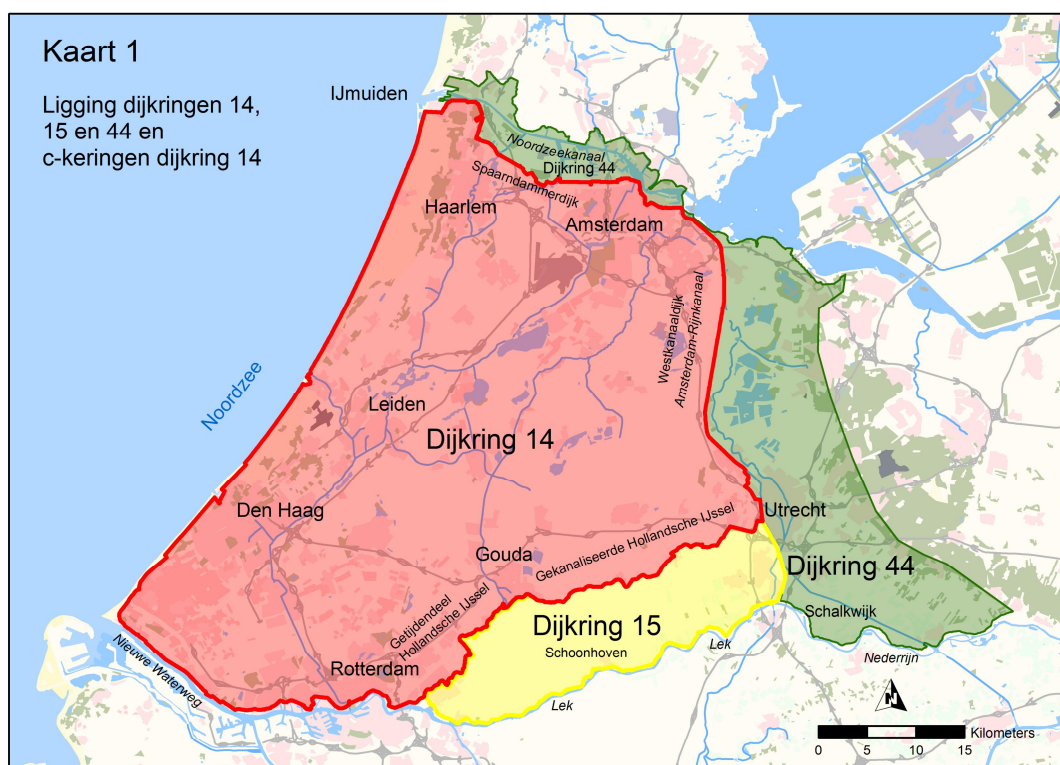 Kaart 1
Ligging dijkringen 14,
15 en 44 en
c-keringen dijkring 14
IJmuiden
Noordzeekanaal
Dijkring 44
Spaarndammerdijk
Haarlem
Amsterdam
Westkanaaldijk
Amsterdam-Rijnkanaal
Noordzee
Leiden
Dijkring 14
Den Haag
Utrecht
Gouda
Gekanaliseerde Hollandsche IJssel
Dijkring 44
Getijdendeel
Hollandsche IJssel
Dijkring 15
Schoonhoven
Schalkwijk
Lek
Nederrijn
Rotterdam
Nieuwe Waterweg
Lek
N
Kilometers
0 5 10 15